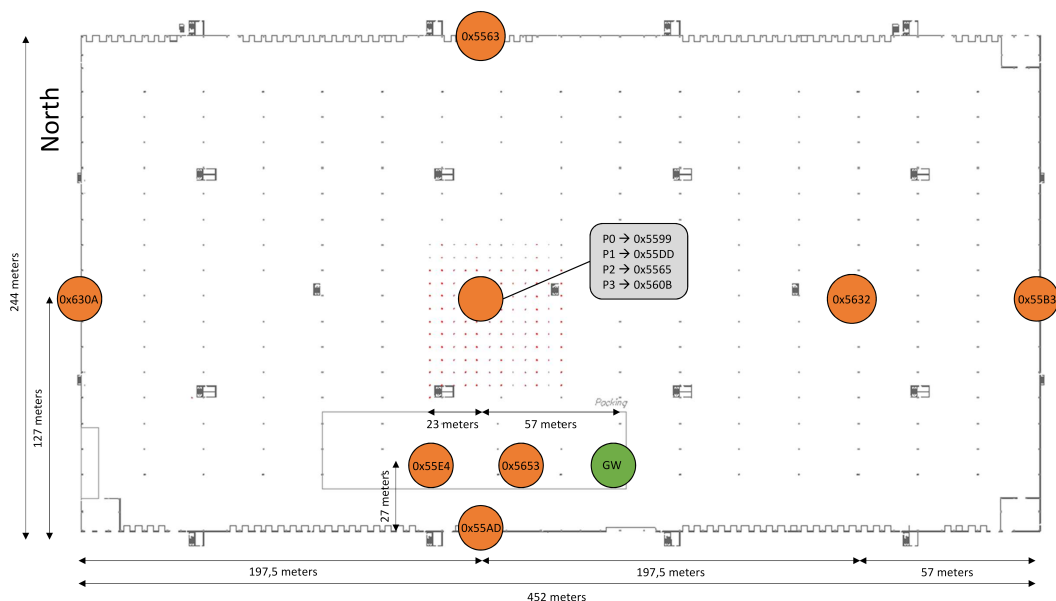 0x5563
North
P0 → 0x5599
P1 → 0x55DD
P2 → 0x5565
P3 → 0x560B
0x630A
0x5632
0x55B3
244 meters
127 meters
Packing
23 meters
57 meters
0x55E4
0x5653
GW
27 meters
0x55AD
197,5 meters
197,5 meters
57 meters
452 meters